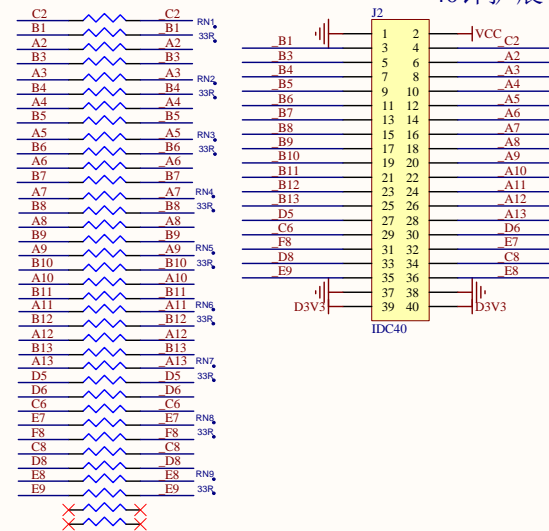 40针扩展
C2 _C2 RN1
B1 _B1 33R
A2 _A2
B3 _B3
A3 _A3 RN2
B4 _B4 33R
A4 _A4
B5 _B5
A5 _A5 RN3
B6 _B6 33R
A6 _A6
B7 _B7
A7 _A7 RN4
B8 _B8 33R
A8 _A8
B9 _B9
A9 _A9 RN5
B10 _B10 33R
A10 _A10
B11 _B11
A11 _A11 RN6
B12 _B12 33R
A12 _A12
B13 _B13
A13 _A13 RN7
D5 _D5 33R
D6 _D6
C6 _C6
E7 _E7 RN8
F8 _F8 33R
C8 _C8
D8 _D8
E8 _E8 RN9
E9 _E9 33R
J2
1 2 VCC
_B1 3 4 _C2
_B3 5 6 _A2
_B4 7 8 _A3
_B5 9 10 _A4
_B6 11 12 _A5
_B7 13 14 _A6
_B8 15 16 _A7
_B9 17 18 _A8
_B10 19 20 _A9
_B11 21 22 _A10
_B12 23 24 _A11
_B13 25 26 _A12
_D5 27 28 _A13
_C6 29 30 _D6
_F8 31 32 _E7
_D8 33 34 _C8
_E9 35 36 _E8
37 38
D3V3 39 40 D3V3
IDC40